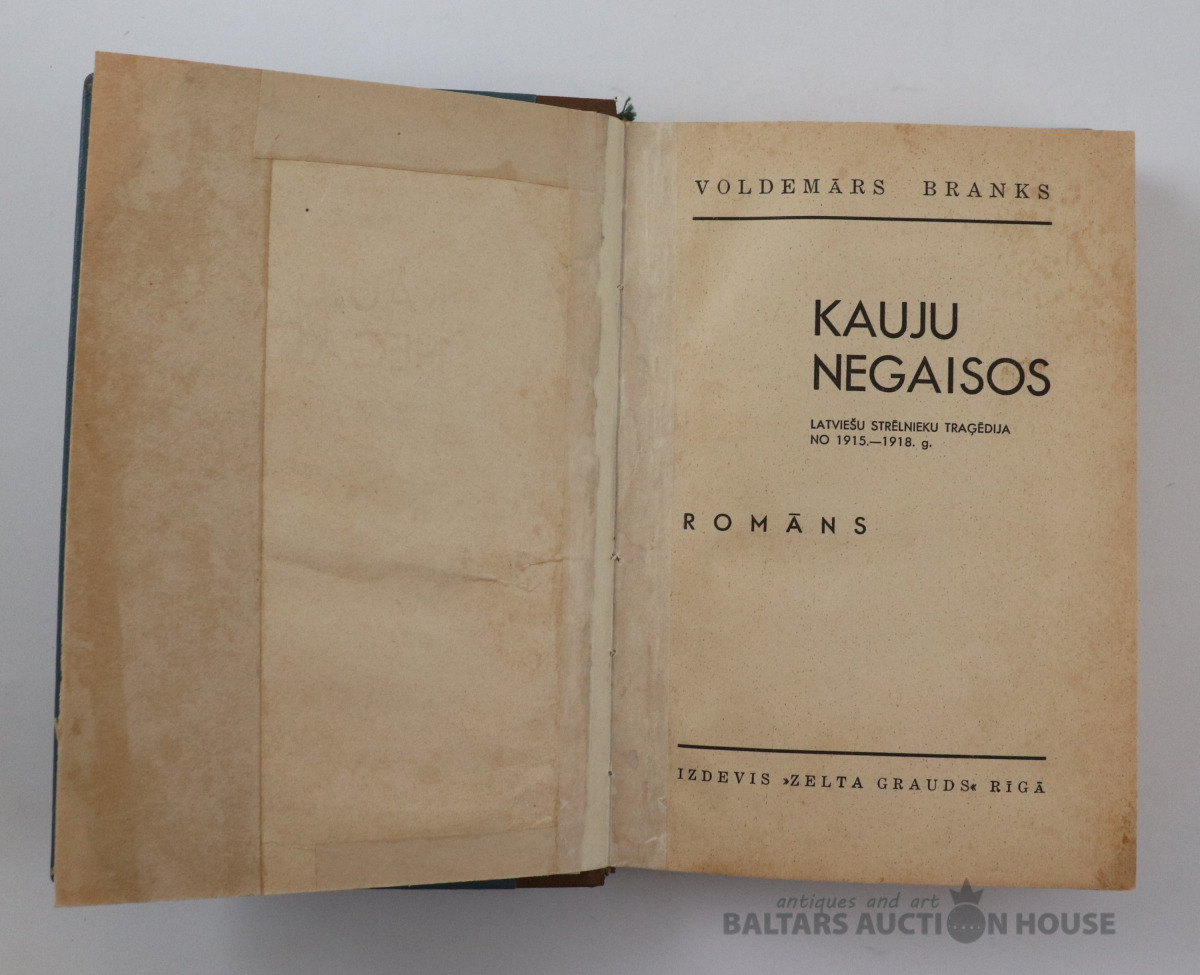 VOLDEMĀRS BRANKS
KAUJU
NEGAISOS
LATVIEŠU STRĒLNIEKU TRAĢĒDIJA
NO 1915.—1918. g.
ROMĀNS
IZDEVIS »ZELTA GRAUDS« RĪGĀ
antiques and art
BALTARS AUCTION HOUSE